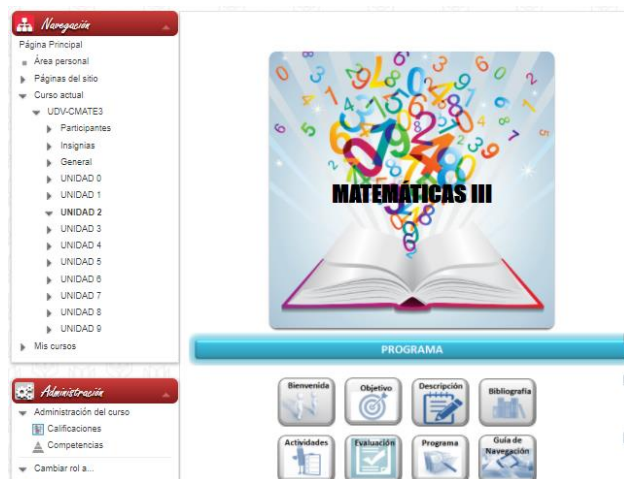 Navegación
Página Principal
Área personal
Páginas del sitio
Curso actual
UDV-CMATE3
Participantes
Insignias
General
UNIDAD 0
UNIDAD 1
UNIDAD 2
UNIDAD 3
UNIDAD 4
UNIDAD 5
UNIDAD 6
UNIDAD 7
UNIDAD 8
UNIDAD 9
Mis cursos
Administración
Administración del curso
Calificaciones
Competencias
Cambiar rol a...
MATEMÁTICAS III
PROGRAMA
Bienvenida
Objetivo
Descripción
Bibliografía
Actividades
Evaluación
Programa
Guía de
Navegación